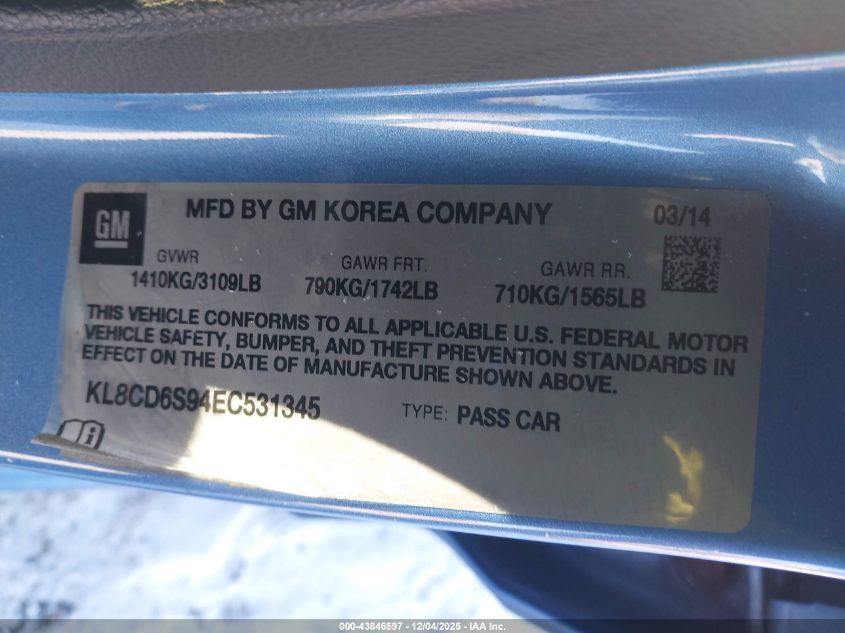 GM
MFD BY GM KOREA COMPANY
03/14
GVWR
1410KG/3109LB
GAWR FRT.
790KG/1742LB
GAWR RR.
710KG/1565LB
THIS VEHICLE CONFORMS TO ALL APPLICABLE U.S. FEDERAL MOTOR
VEHICLE SAFETY, BUMPER, AND THEFT PREVENTION STANDARDS IN
EFFECT ON THE DATE OF MANUFACTURE SHOWN ABOVE.
KL8CD6S94EC531345
TYPE: PASS CAR
000-43846597 - 12/04/2025 - IAA Inc.